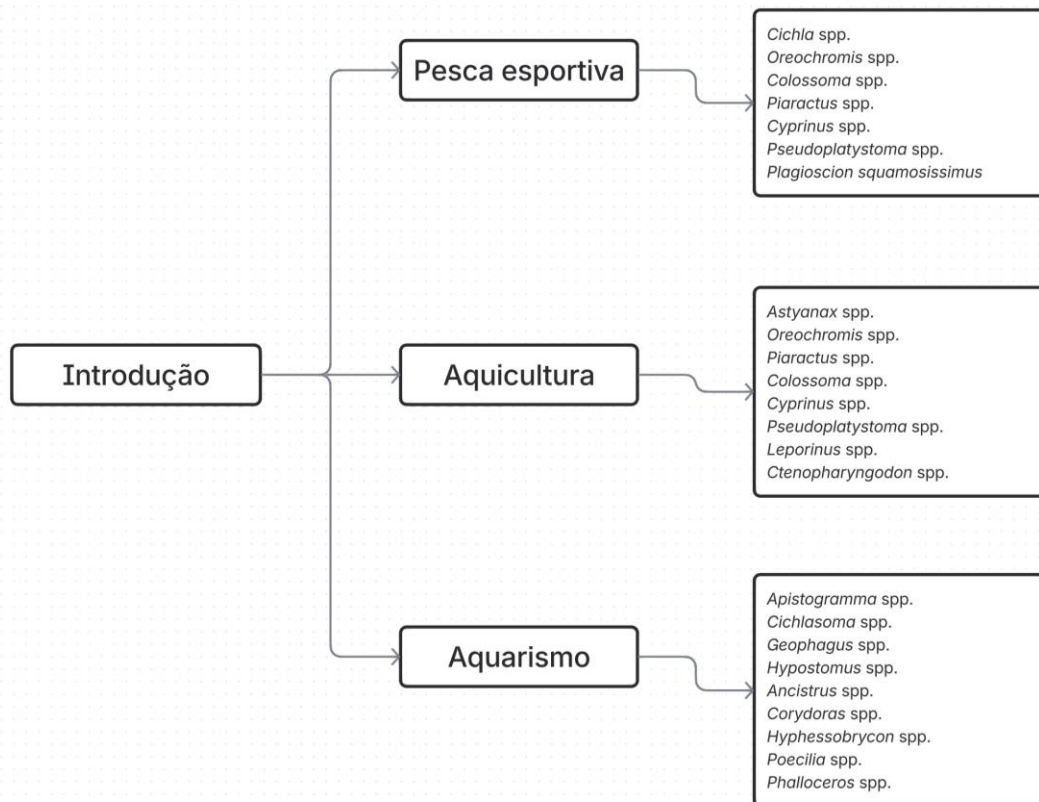 Introdução
Pesca esportiva
Cichla spp.
Oreochromis spp.
Colossoma spp.
Piaractus spp.
Cyprinus spp.
Pseudoplatystoma spp.
Plagioscion squamosissimus
Aquicultura
Astyanax spp.
Oreochromis spp.
Piaractus spp.
Colossoma spp.
Cyprinus spp.
Pseudoplatystoma spp.
Leporinus spp.
Ctenopharyngodon spp.
Aquarismo
Apistogramma spp.
Cichlasoma spp.
Geophagus spp.
Hypostomus spp.
Ancistrus spp.
Corydoras spp.
Hyphessobrycon spp.
Poecilia spp.
Phalloceros spp.